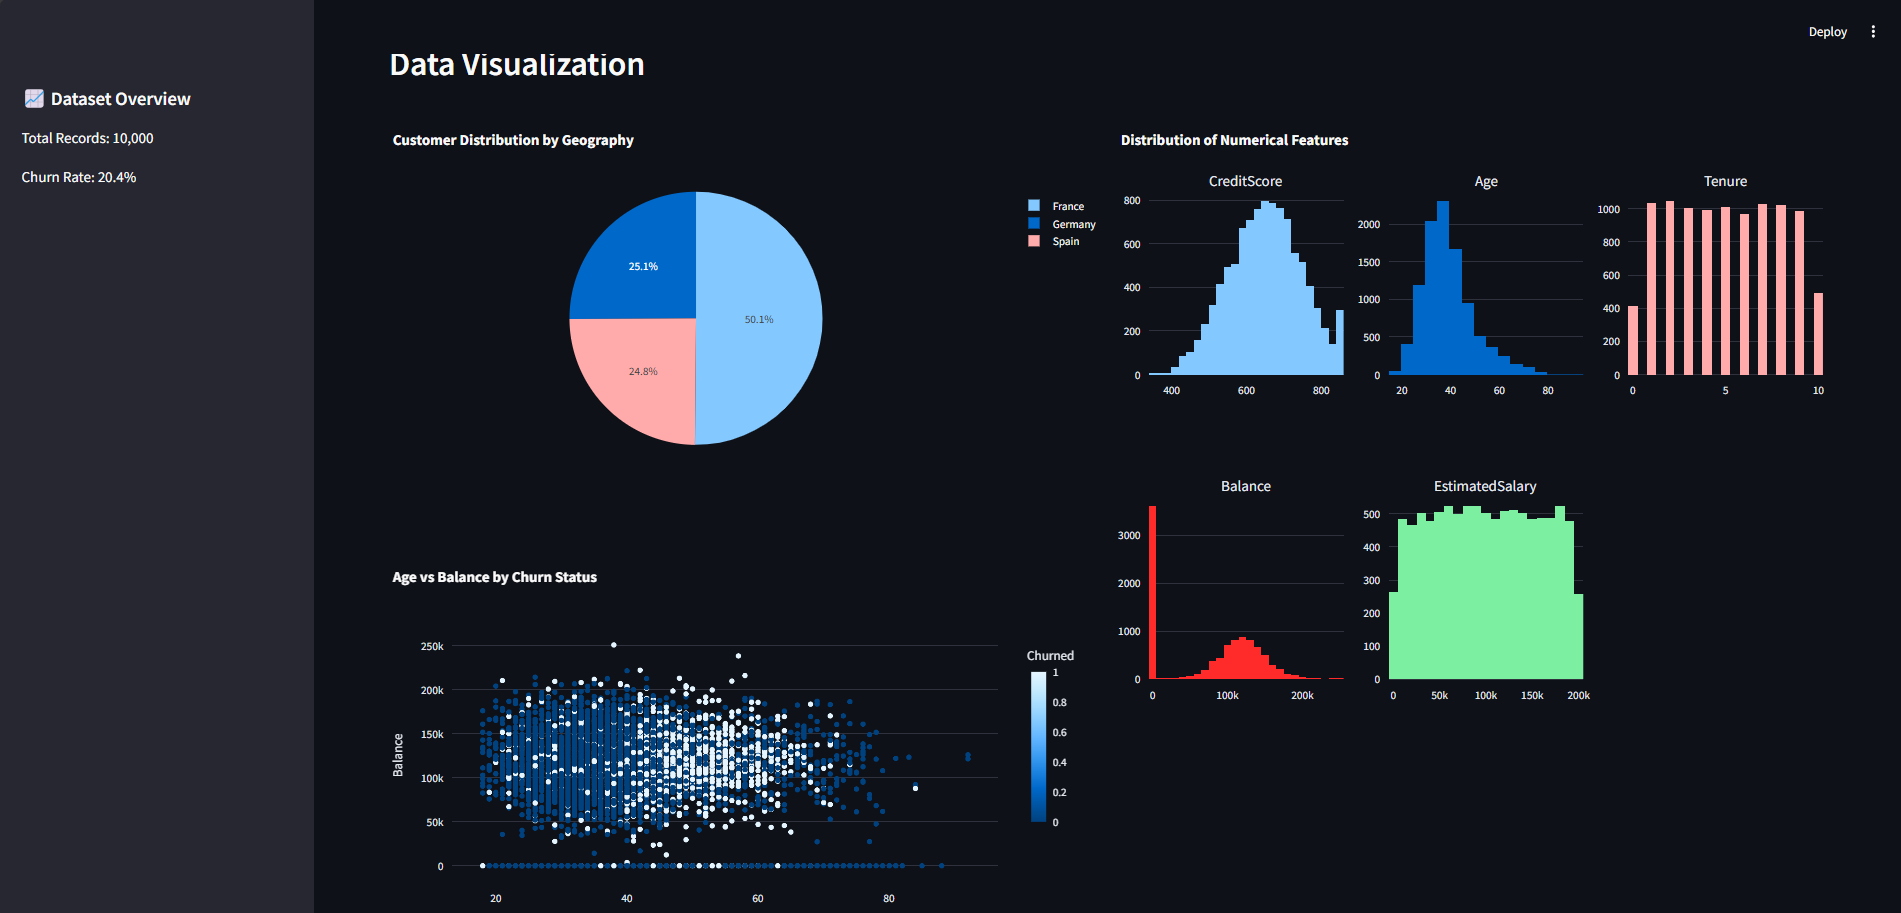 Deploy
Data Visualization
📈 Dataset Overview
Total Records: 10,000
Churn Rate: 20.4%
Customer Distribution by Geography
France
Germany
Spain
25.1%
50.1%
24.8%
Distribution of Numerical Features
CreditScore
800
600
400
200
0
400 600 800
Age
2000
1500
1000
500
0
20 40 60 80
Tenure
1000
800
600
400
200
0
0 5 10
Balance
3000
2000
1000
0
0 100k 200k
EstimatedSalary
500
400
300
200
100
0
0 50k 100k 150k 200k
Age vs Balance by Churn Status
Balance
250k
200k
150k
100k
50k
0
20 40 60 80
Churned
1
0.8
0.6
0.4
0.2
0